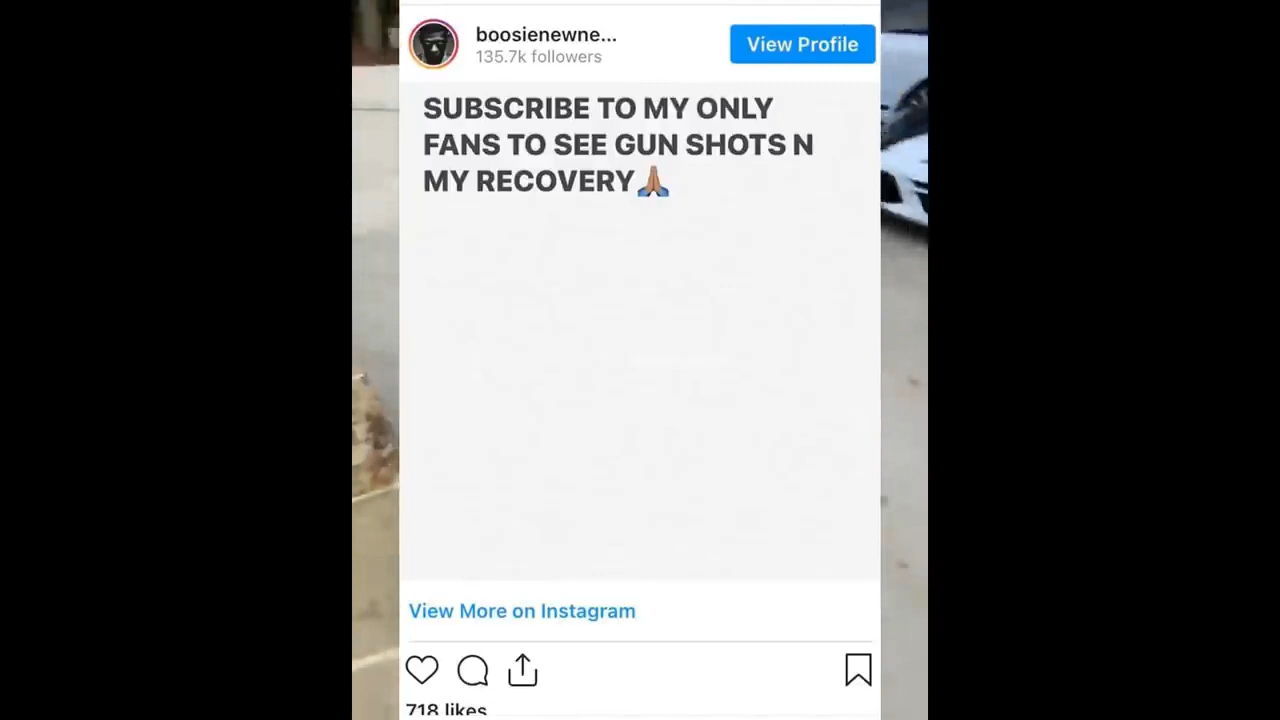 boosienewne...
135.7k followers
View Profile
SUBSCRIBE TO MY ONLY
FANS TO SEE GUN SHOTS N
MY RECOVERY🙏🏽
View More on Instagram
718 likes